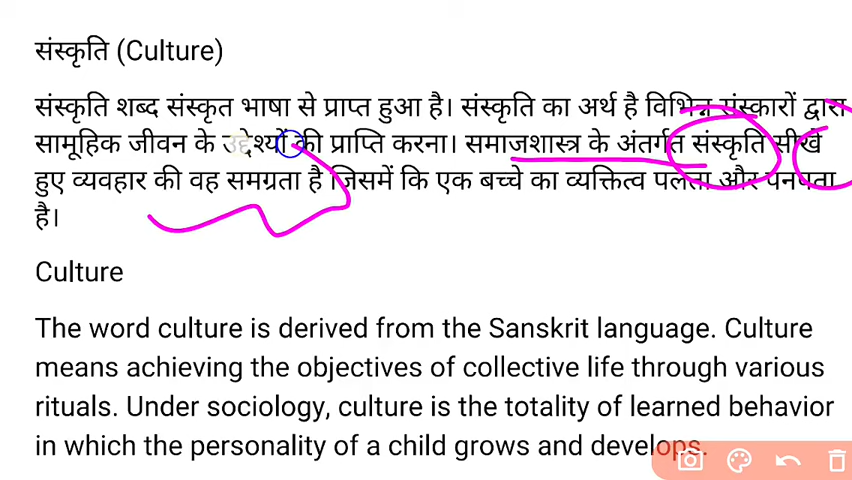 संस्कृति (Culture)
संस्कृति शब्द संस्कृत भाषा से प्राप्त हुआ है। संस्कृति का अर्थ है विभिन्न संस्कारों द्वारा
सामूहिक जीवन के उद्देश्यों की प्राप्ति करना। समाजशास्त्र के अंतर्गत संस्कृति सीखे
हुए व्यवहार की वह समग्रता है जिसमें कि एक बच्चे का व्यक्तित्व पलता और पनपता
है।
Culture
The word culture is derived from the Sanskrit language. Culture
means achieving the objectives of collective life through various
rituals. Under sociology, culture is the totality of learned behavior
in which the personality of a child grows and develops.